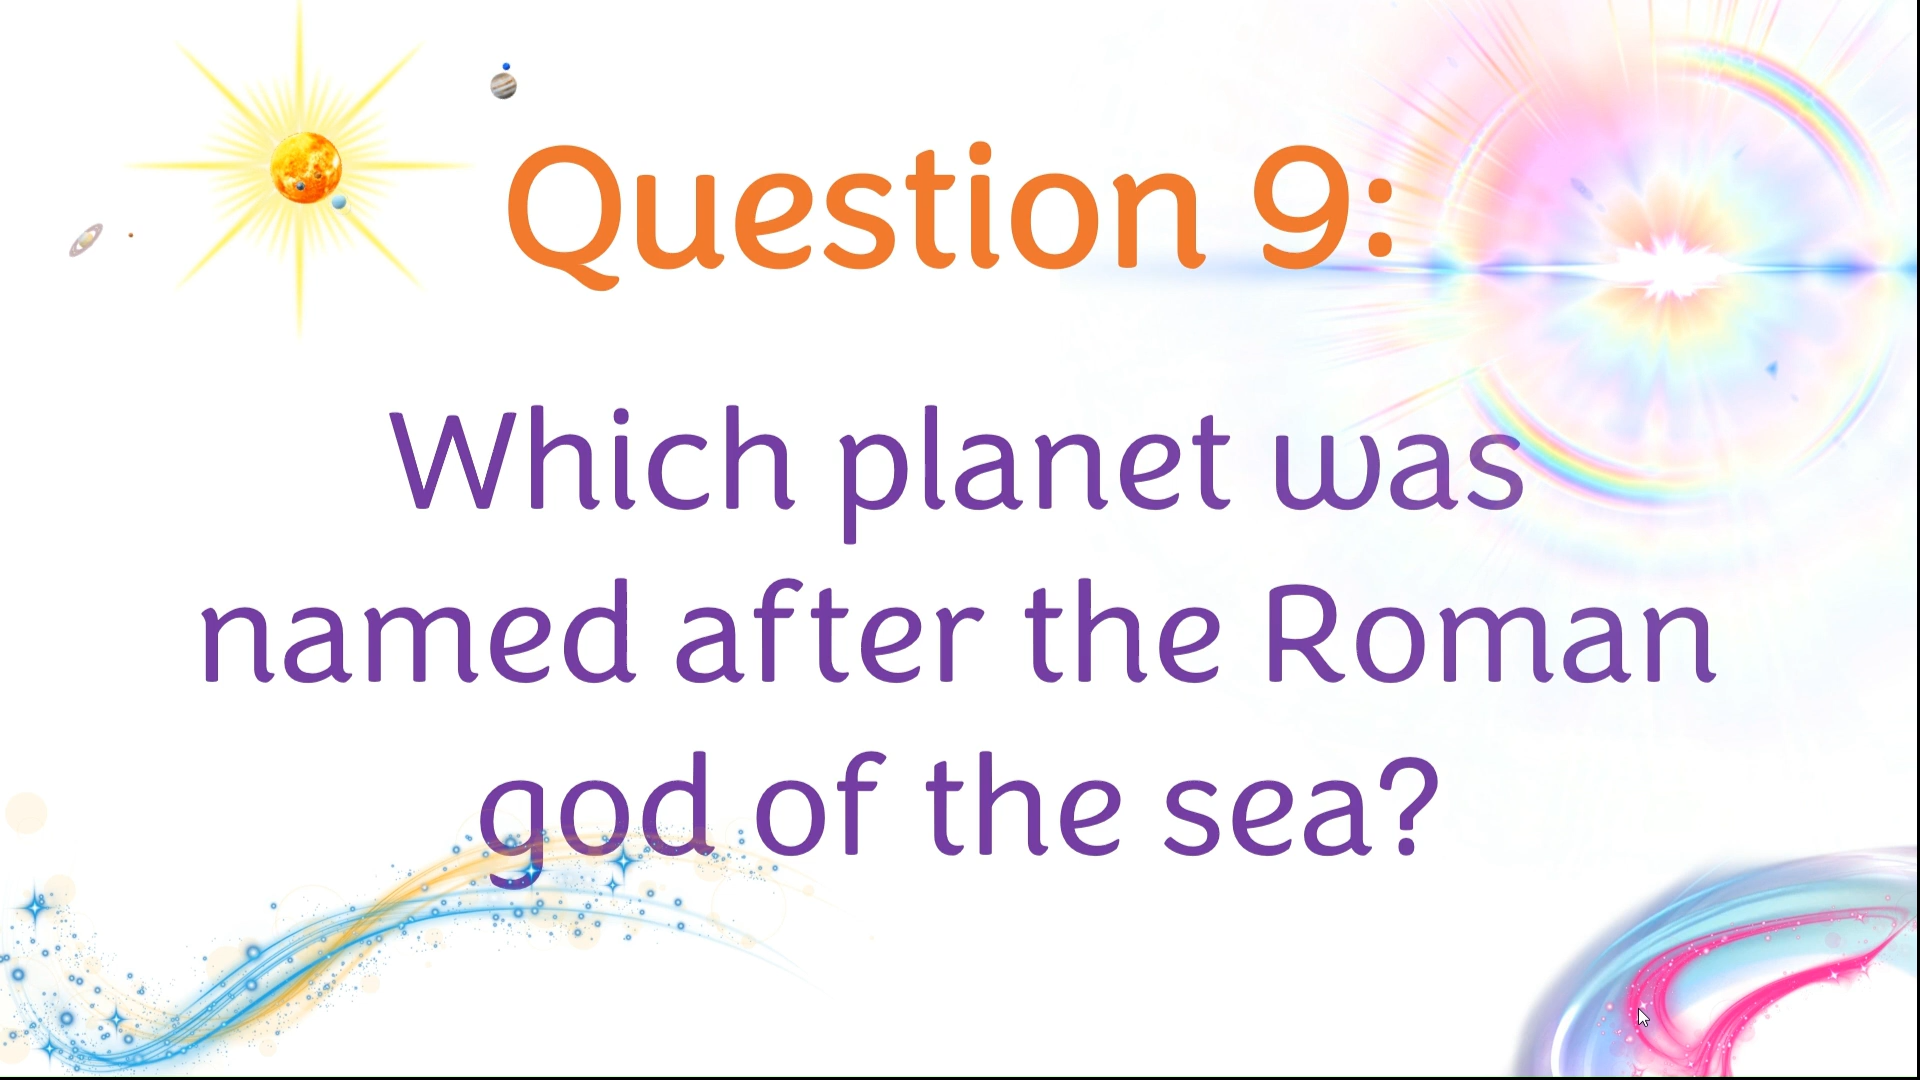 Question 9:
Which planet was
named after the Roman
god of the sea?